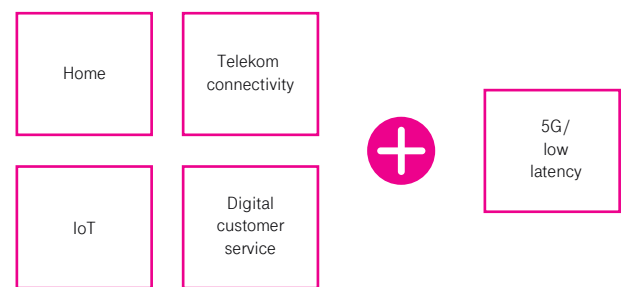 Home
Telekom
connectivity
5G/
low
latency
IoT
Digital
customer
service